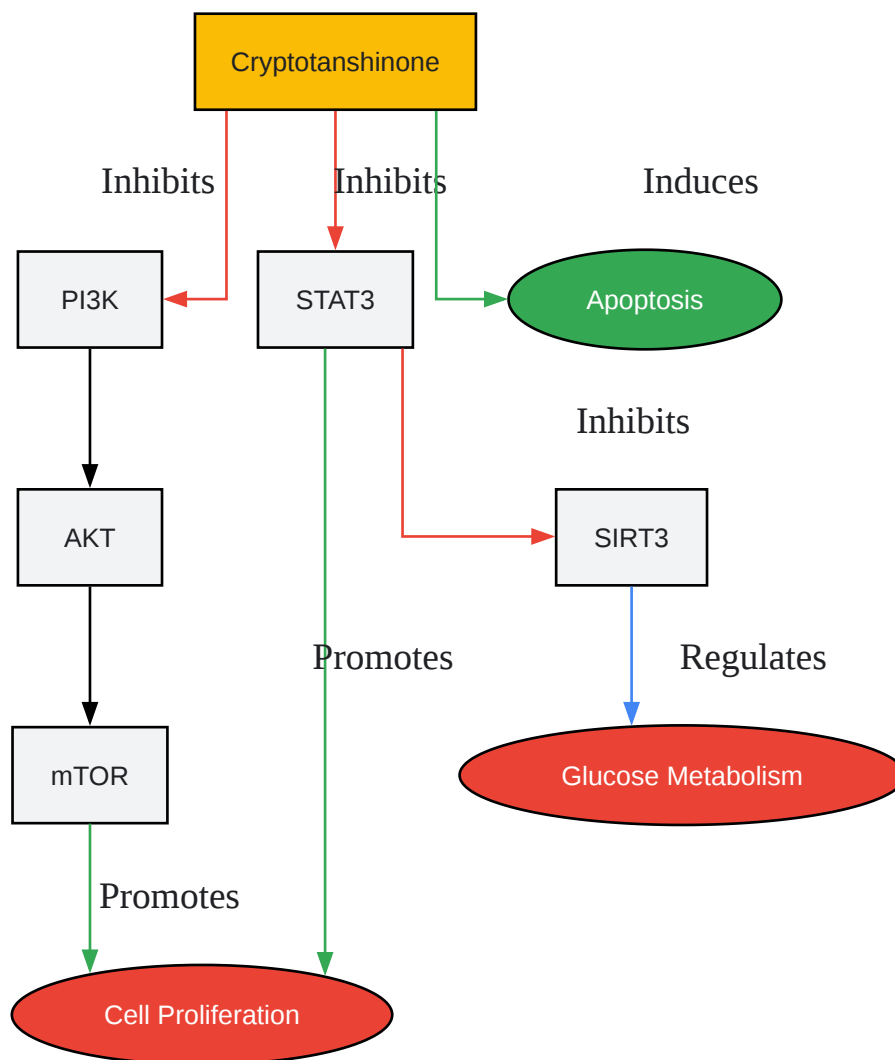 Cryptotanshinone
Inhibits
Inhibits
Induces
PI3K
STAT3
Apoptosis
Inhibits
AKT
SIRT3
Promotes
Regulates
mTOR
Glucose Metabolism
Promotes
Cell Proliferation